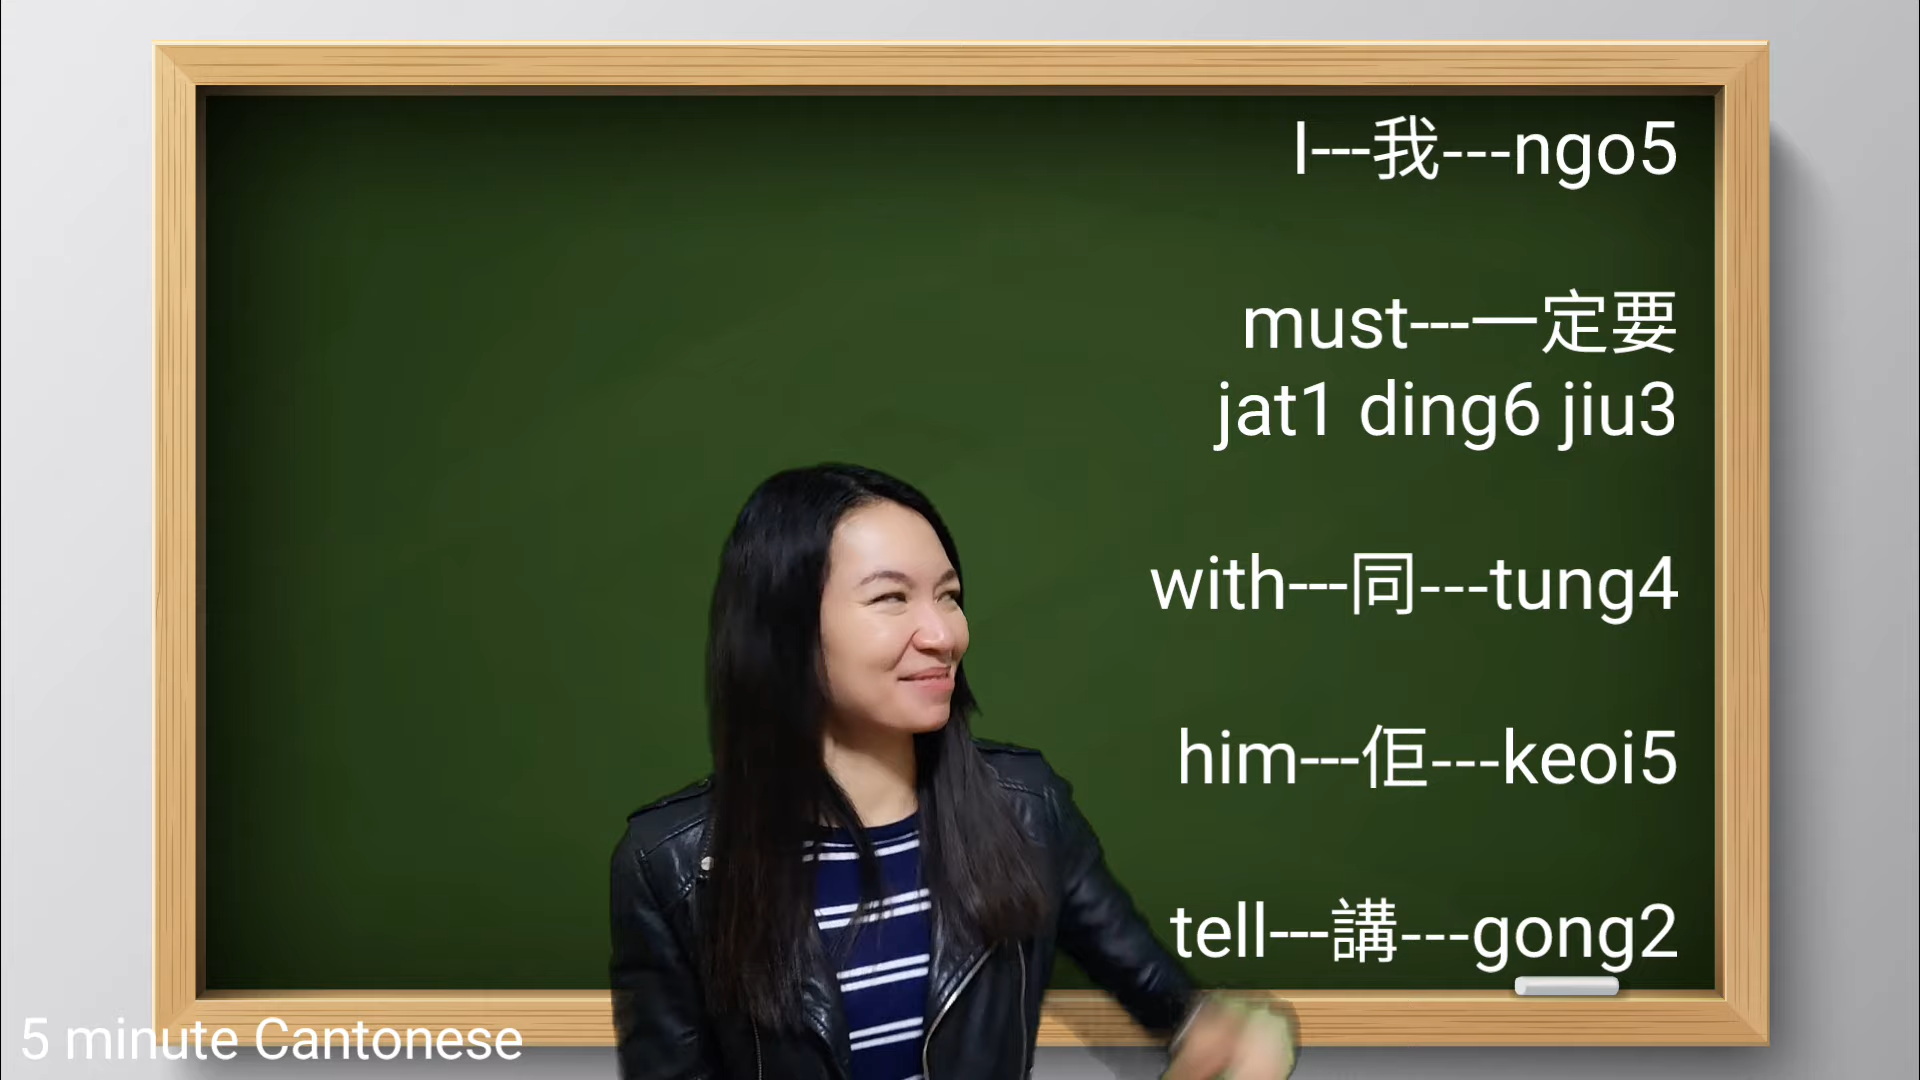 I---我---ngo5
must---一定要
jat1 ding6 jiu3
with---同---tung4
him---佢---keoi5
tell---講---gong2
5 minute Cantonese